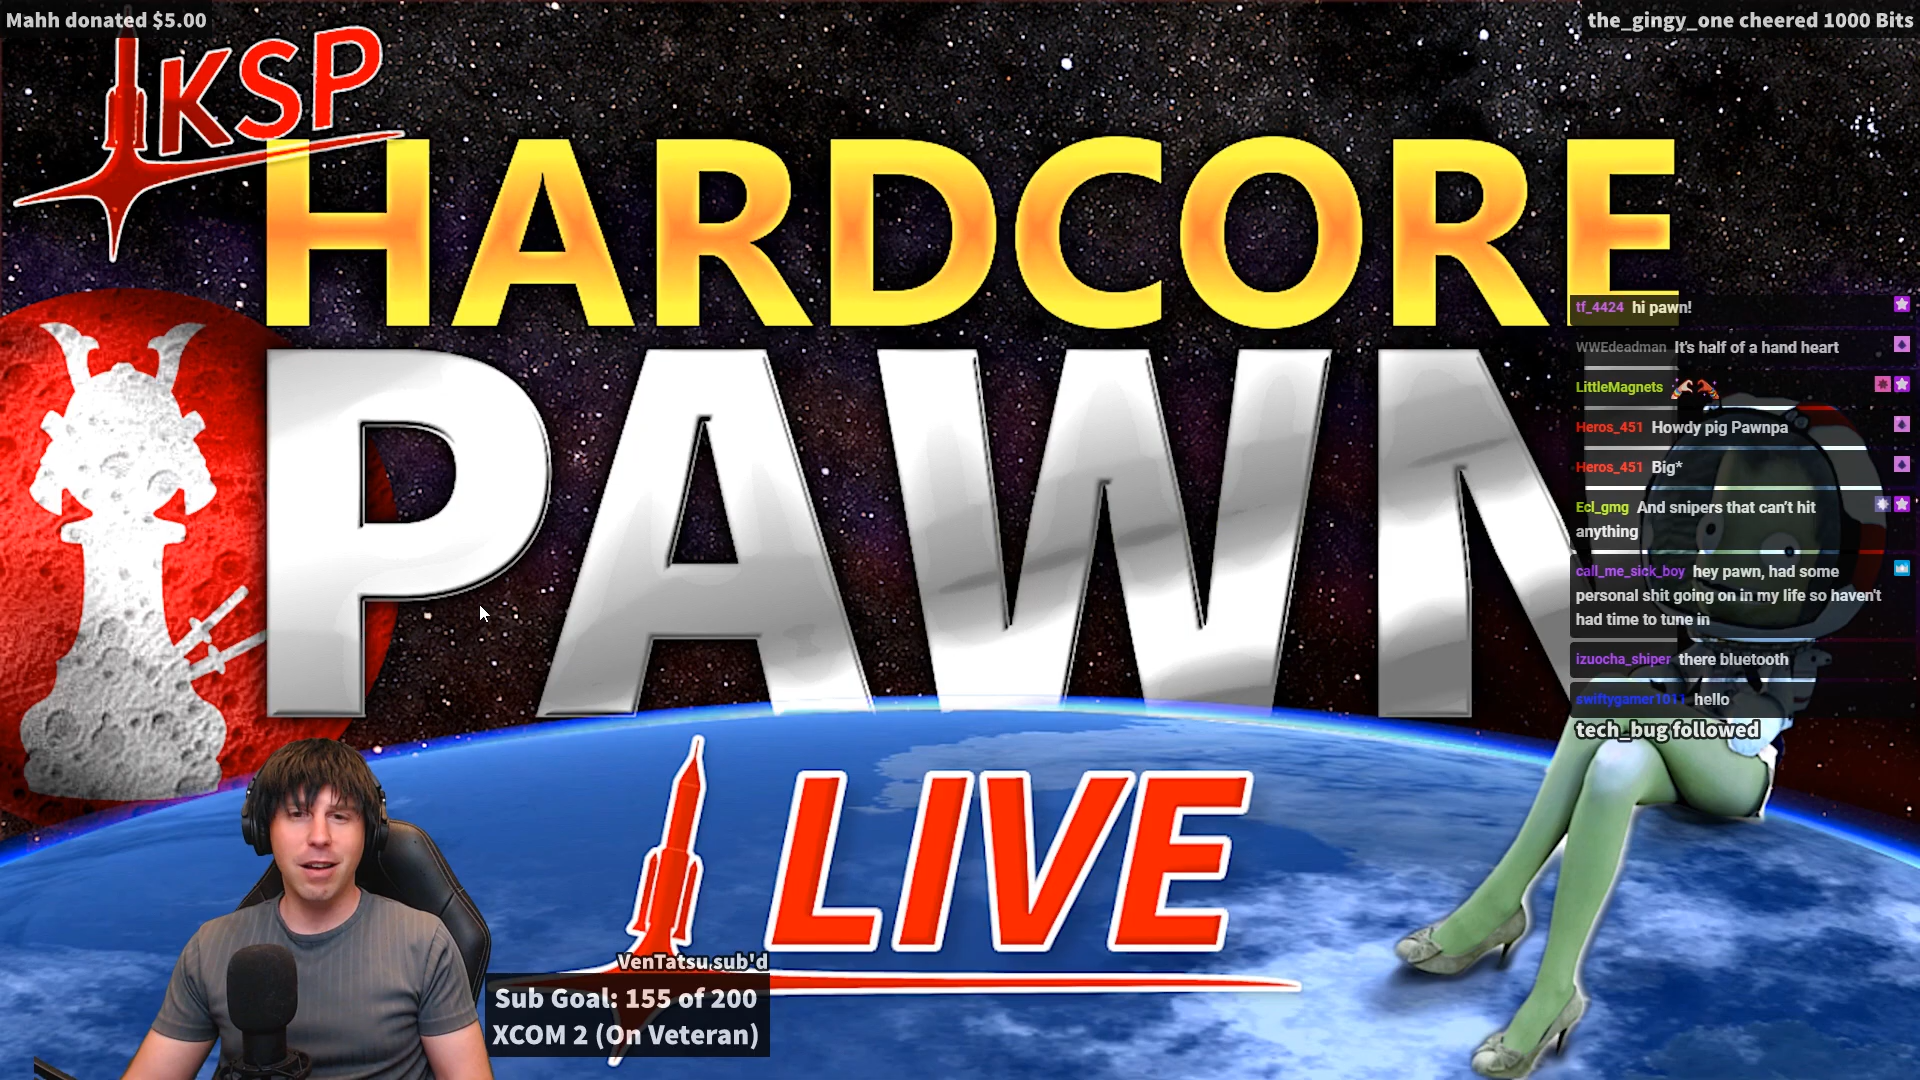 Mahh donated $5.00
the_gingy_one cheered 1000 Bits
KSP
HARDCORE
PAWN
LIVE
tf_4424 hi pawn!
WWEdeadman It's half of a hand heart
LittleMagnets
Heros_451 Howdy pig Pawnpa
Heros_451 Big*
Ecl_gmg And snipers that can't hit
anything
call_me_sick_boy hey pawn, had some
personal shit going on in my life so haven't
had time to tune in
izuocha_shiper there bluetooth
swiftygamer1011 hello
tech_bug followed
VenTatsu sub'd
Sub Goal: 155 of 200
XCOM 2 (On Veteran)